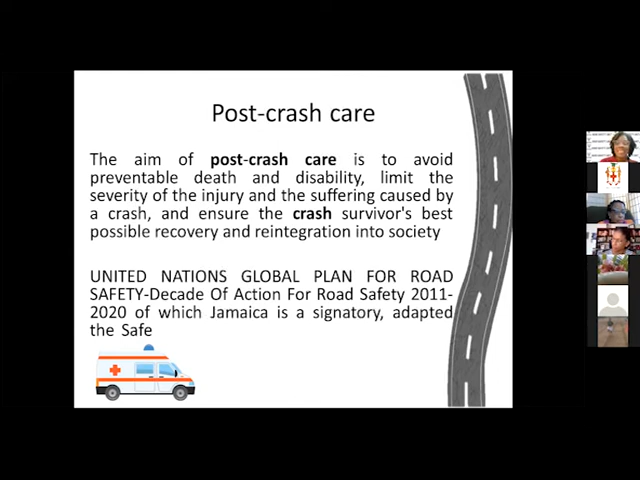 Post-crash care
The aim of post-crash care is to avoid
preventable death and disability, limit the
severity of the injury and the suffering caused by
a crash, and ensure the crash survivor's best
possible recovery and reintegration into society
UNITED NATIONS GLOBAL PLAN FOR ROAD
SAFETY-Decade Of Action For Road Safety 2011-
2020 of which Jamaica is a signatory, adapted
the Safe